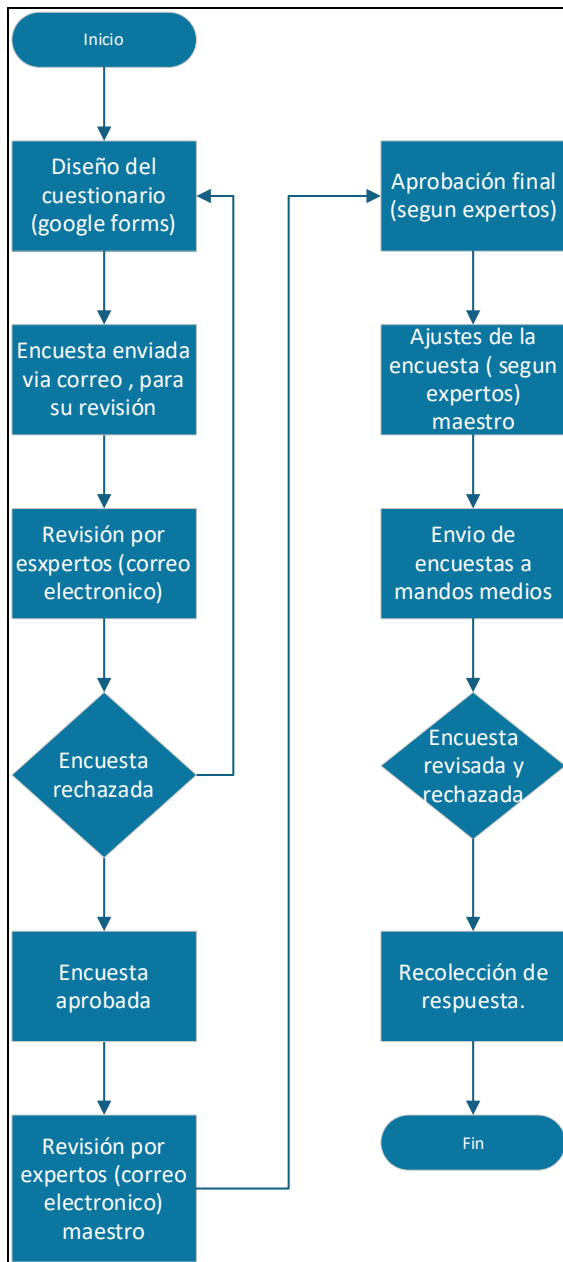 Inicio
Diseño del
cuestionario
(google forms)
Encuesta enviada
via correo , para
su revisión
Revisión por
esxpertos (correo
electronico)
Encuesta
rechazada
Encuesta
aprobada
Revisión por
expertos (correo
electronico)
maestro
Aprobación final
(segun expertos)
Ajustes de la
encuesta ( segun
expertos)
maestro
Envio de
encuestas a
mandos medios
Encuesta
revisada y
rechazada
Recolección de
respuesta.
Fin